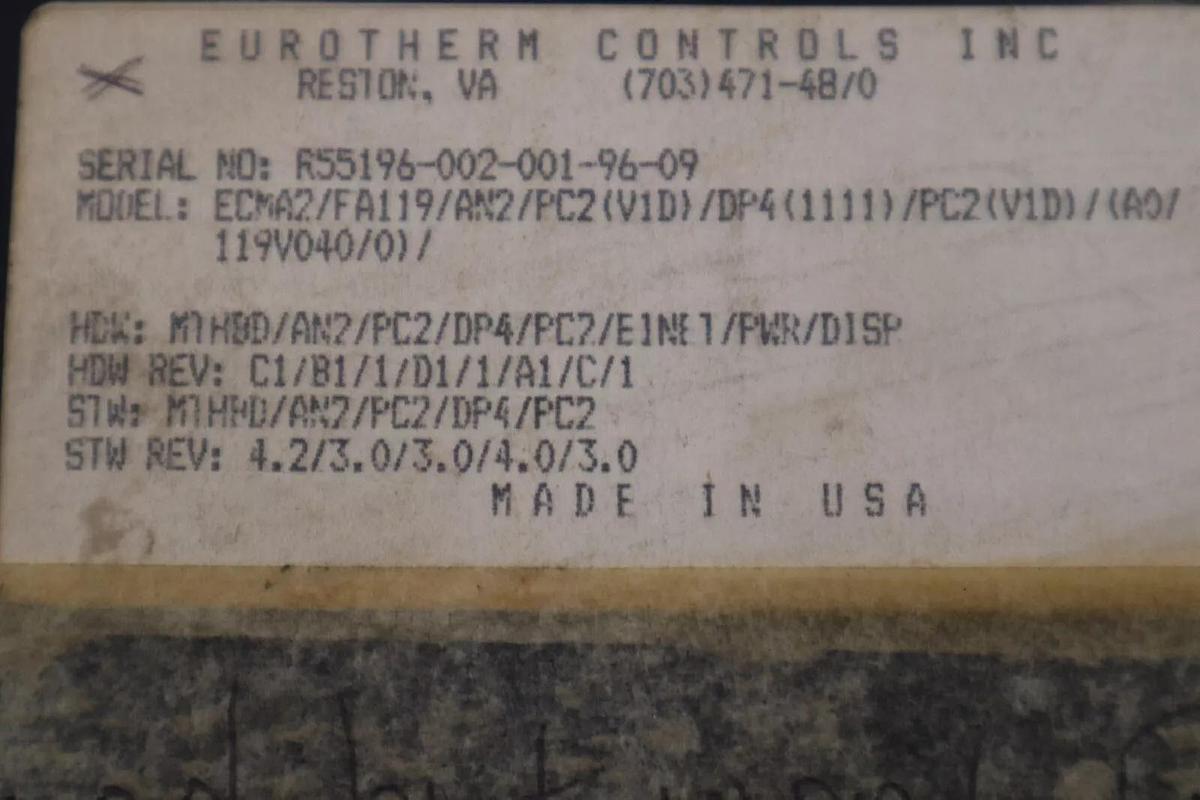 EUROTHERM CONTROLS INC
RESTON, VA (703)471-4870
SERIAL NO: R55196-002-001-96-09
MODEL: ECMA2/FA119/AN2/PC2(V1D)/DP4(1111)/PC2(V1D)/(A0/
119V040/0)/
HDW: MTHBD/AN2/PC2/DP4/PC2/EINET/PWR/DISP
HDW REV: C1/B1/1/D1/1/A1/C/1
STW: MTHBD/AN2/PC2/DP4/PC2
STW REV: 4.2/3.0/3.0/4.0/3.0
MADE IN USA